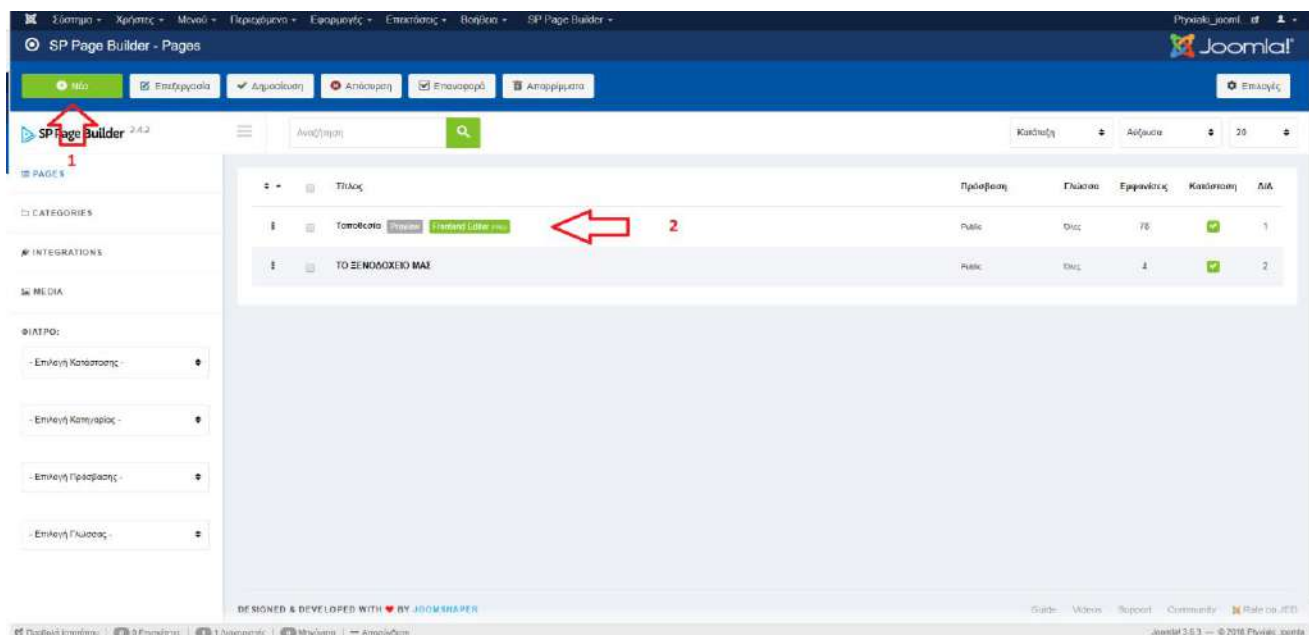 Σύστημα Χρήστες Μενού Περιεχόμενο Εφαρμογές Επεκτάσεις Βοήθεια SP Page Builder
SP Page Builder - Pages Joomla!
Νέο Επεξεργασία Δημοσίευση Απόσυρση Επαναφορά Απορρίμματα Επιλογές
SP Page Builder 2.4.2 Αναζήτηση Αύξουσα 20
1
PAGES
Τίτλος Πρόσβαση Γλώσσα Εμφανίσεις Κατάσταση Δ/Α
CATEGORIES
Τοποθεσία Preview Frontend Editor 2 Public Όλες 78 1
INTEGRATIONS
ΤΟ ΞΕΝΟΔΟΧΕΙΟ ΜΑΣ Public Όλες 4 2
MEDIA
ΦΙΛΤΡΟ:
- Επιλογή Κατάστασης -
- Επιλογή Κατηγορίας -
- Επιλογή Πρόσβασης -
- Επιλογή Γλώσσας -
DESIGNED & DEVELOPED WITH BY JOOMSHAPER Guide Videos Support Community Rate on JED